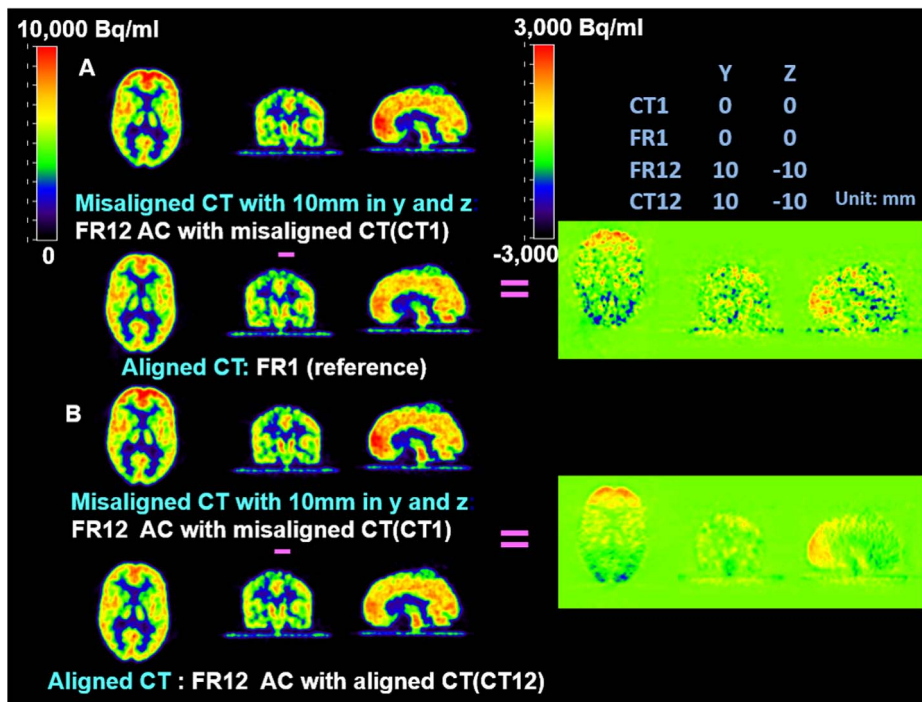 10,000 Bq/ml
3,000 Bq/ml
A
Y Z
CT1 0 0
FR1 0 0
FR12 10 -10
CT12 10 -10 Unit: mm
Misaligned CT with 10mm in y and z:
FR12 AC with misaligned CT(CT1)
0
-3,000
-
=
Aligned CT: FR1 (reference)
B
Misaligned CT with 10mm in y and z:
FR12 AC with misaligned CT(CT1)
-
=
Aligned CT : FR12 AC with aligned CT(CT12)